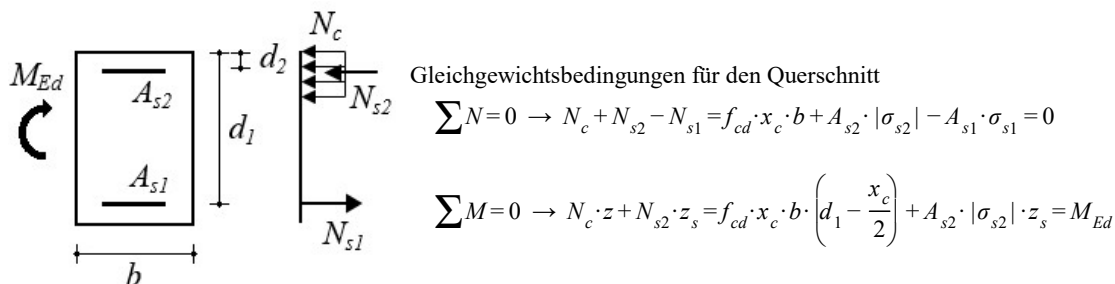 N_c
d_2
M_Ed
A_s2
N_s2
d_1
A_s1
N_s1
b
Gleichgewichtsbedingungen für den Querschnitt
∑N=0 → N_c+N_s2−N_s1=f_cd·x_c·b+A_s2·|σ_s2|−A_s1·σ_s1=0
∑M=0 → N_c·z+N_s2·z_s=f_cd·x_c·b·(d_1−x_c/2)+A_s2·|σ_s2|·z_s=M_Ed